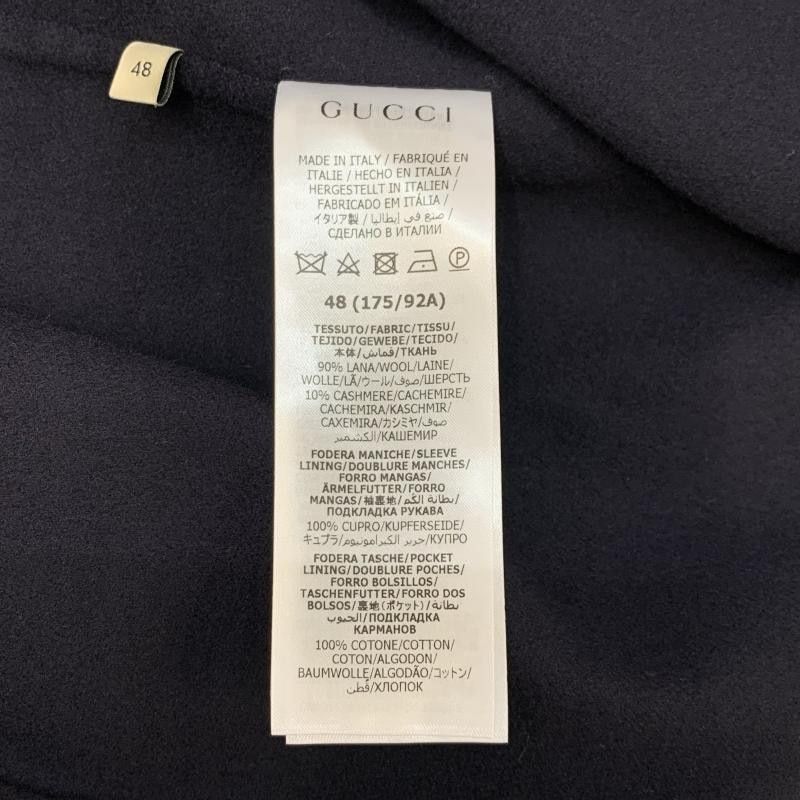 48
GUCCI
MADE IN ITALY / FABRIQUÉ EN
ITALIE / HECHO EN ITALIA /
HERGESTELLT IN ITALIEN /
FABRICADO EM ITÁLIA /
イタリア製 / صنع في إيطاليا /
СДЕЛАНО В ИТАЛИИ
P
48 (175/92A)
TESSUTO/FABRIC/TISSU/
TEJIDO/GEWEBE/TECIDO/
本体/قماش/ТКАНЬ
90% LANA/WOOL/LAINE/
WOLLE/LÃ/ウール/صوف/ШЕРСТЬ
10% CASHMERE/CACHEMIRE/
CACHEMIRA/KASCHMIR/
CAXEMIRA/カシミヤ/صوف
الكشمير/КАШЕМИР
FODERA MANICHE/SLEEVE
LINING/DOUBLURE MANCHES/
FORRO MANGAS/
ÄRMELFUTTER/FORRO
MANGAS/袖裏地/بطانة الكم/
ПОДКЛАДКА РУКАВА
100% CUPRO/KUPFERSEIDE/
キュプラ/حرير الكبرامونيوم/КУПРО
FODERA TASCHE/POCKET
LINING/DOUBLURE POCHES/
FORRO BOLSILLOS/
TASCHENFUTTER/FORRO DOS
BOLSOS/裏地(ポケット)/بطانة
الجيوب/ПОДКЛАДКА
КАРМАНОВ
100% COTONE/COTTON/
COTON/ALGODON/
BAUMWOLLE/ALGODÃO/コットン/
قطن/ХЛОПОК